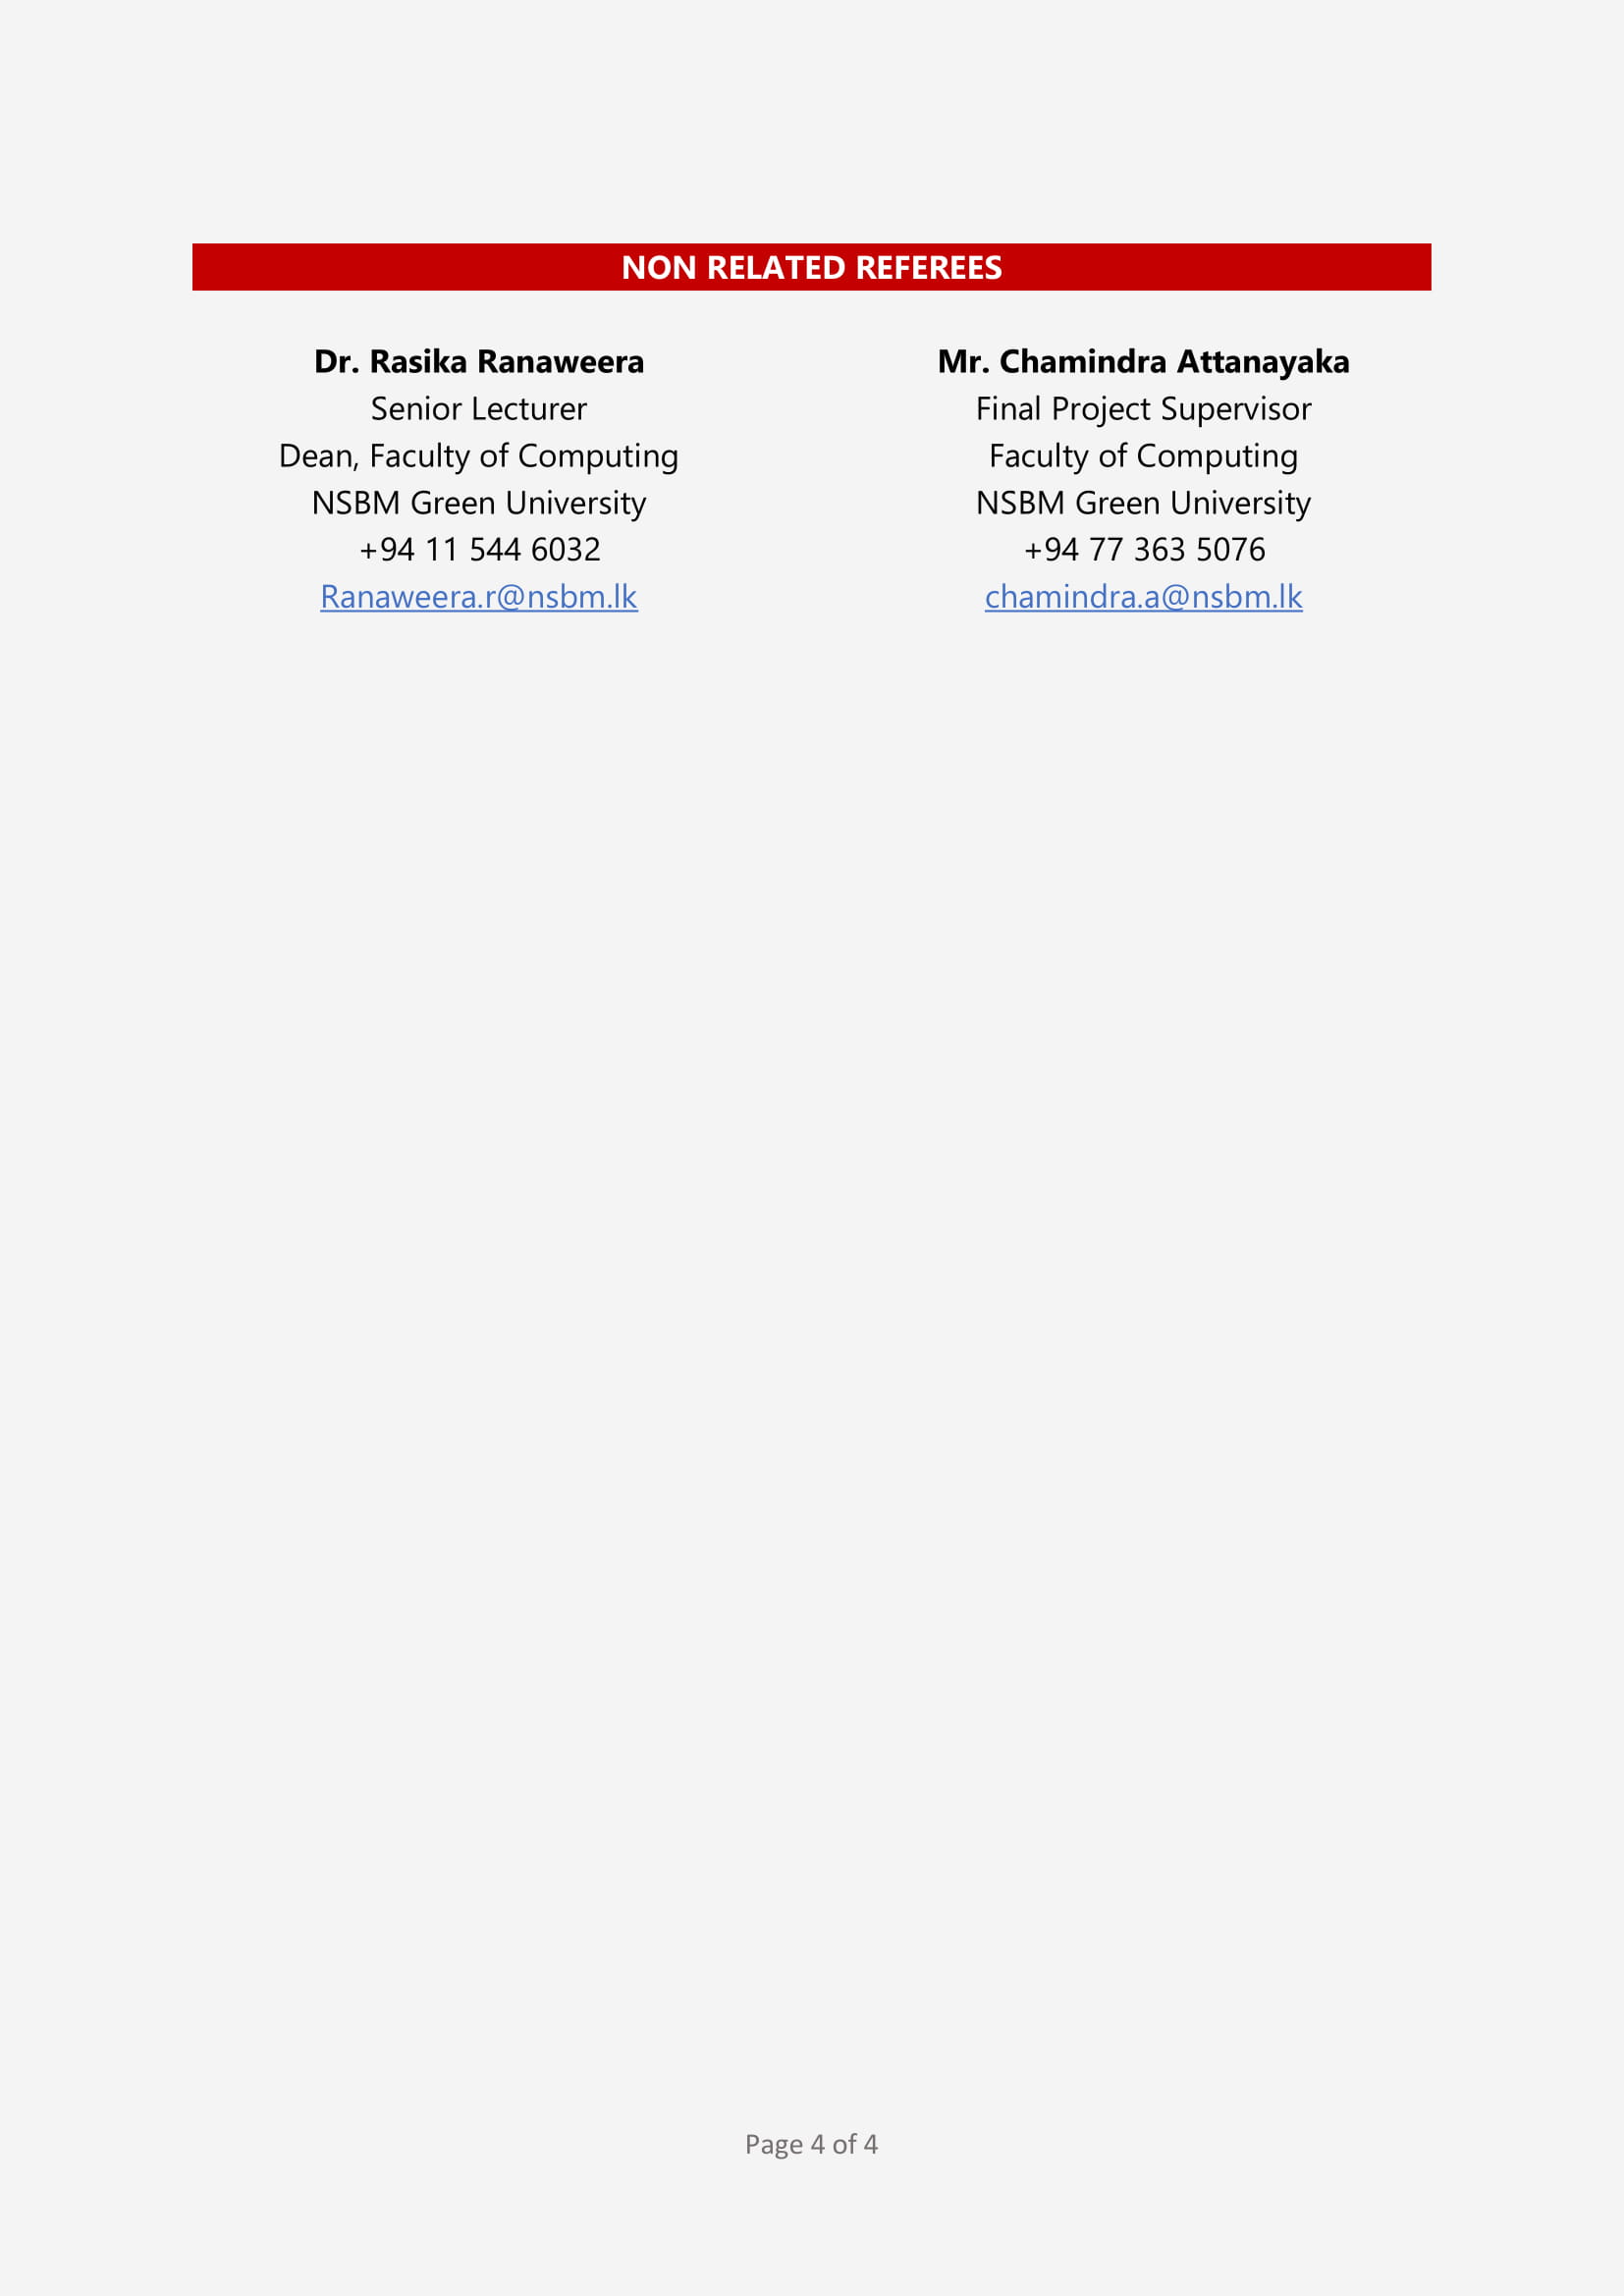 NON RELATED REFEREES
Dr. Rasika Ranaweera
Senior Lecturer
Dean, Faculty of Computing
NSBM Green University
+94 11 544 6032
Ranaweera.r@nsbm.lk
Mr. Chamindra Attanayaka
Final Project Supervisor
Faculty of Computing
NSBM Green University
+94 77 363 5076
chamindra.a@nsbm.lk
Page 4 of 4